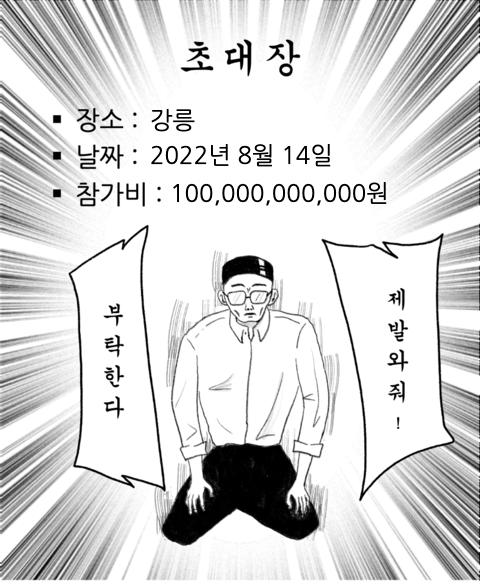 초대장
▪ 장소 : 강릉
▪ 날짜 : 2022년 8월 14일
▪ 참가비 : 100,000,000,000원
부탁한다
제발와줘!